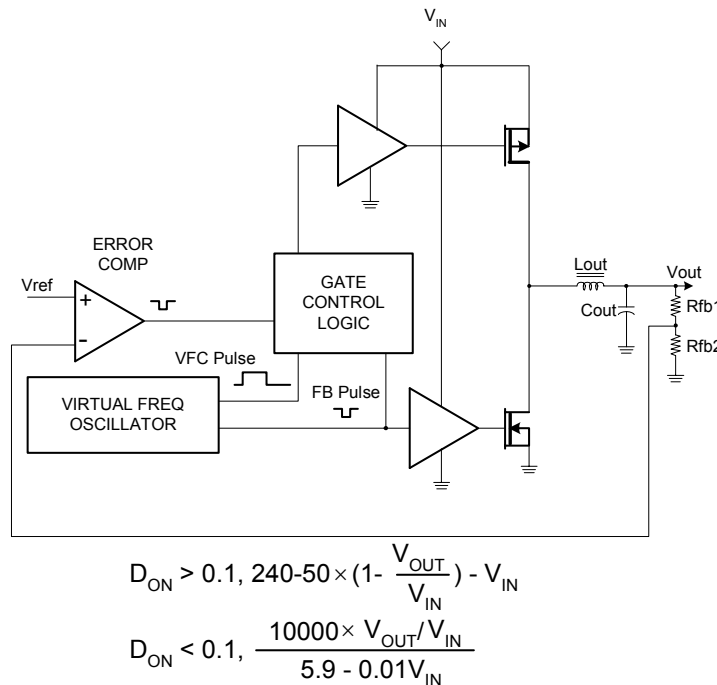 V_IN
ERROR
COMP
Vref
+
-
GATE
CONTROL
LOGIC
Lout
Vout
Cout
Rfb1
Rfb2
VFC Pulse
FB Pulse
VIRTUAL FREQ
OSCILLATOR
D_ON > 0.1, 240-50×(1- V_OUT/V_IN) - V_IN
D_ON < 0.1, 10000× V_OUT/V_IN / 5.9 - 0.01V_IN